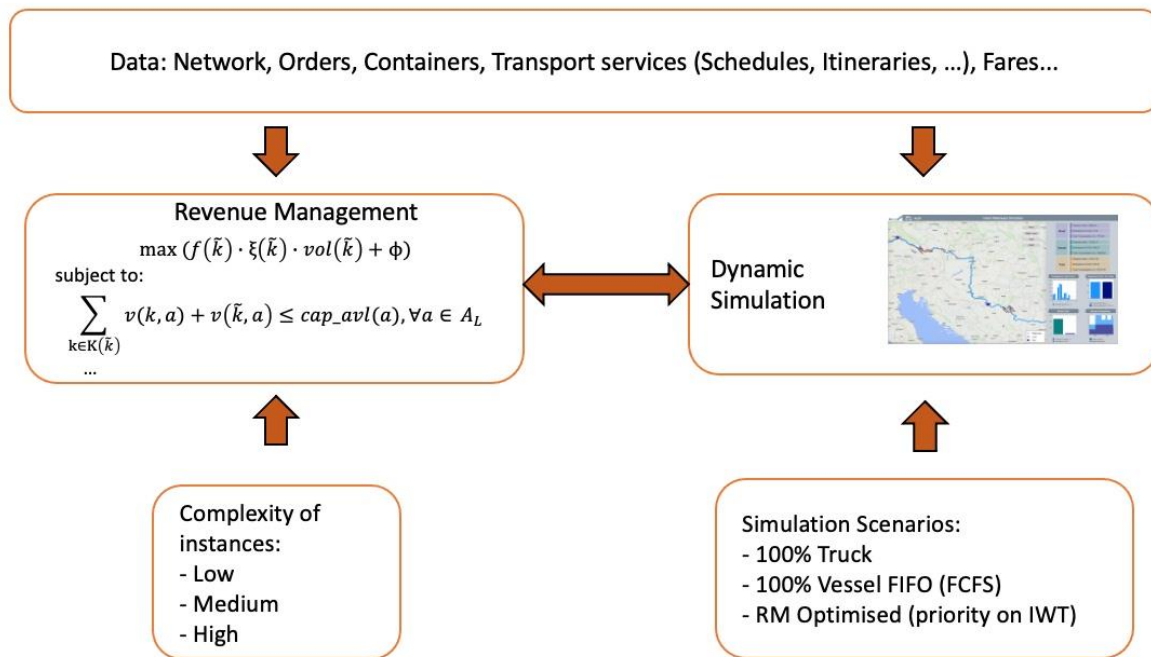 Data: Network, Orders, Containers, Transport services (Schedules, Itineraries, ...), Fares...
Revenue Management
max (f(k̃) · ξ(k̃) · vol(k̃) + ϕ)
subject to:
∑ v(k, a) + v(k̃, a) ≤ cap_avl(a), ∀a ∈ A_L
k∈K(k̃)
...
Dynamic
Simulation
Complexity of
instances:
- Low
- Medium
- High
Simulation Scenarios:
- 100% Truck
- 100% Vessel FIFO (FCFS)
- RM Optimised (priority on IWT)